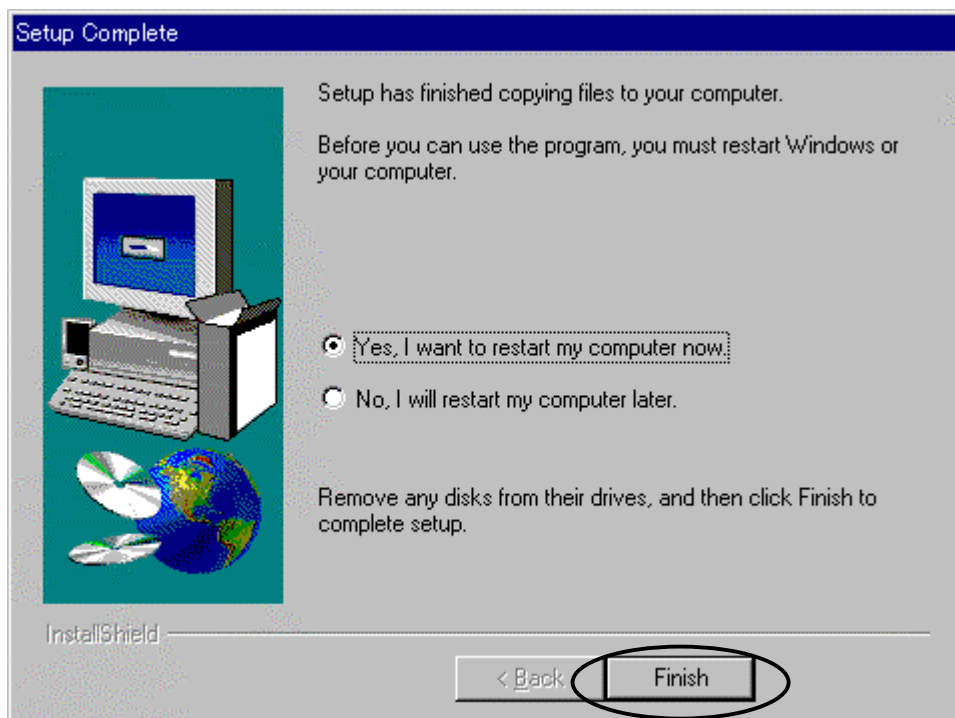 Setup Complete
Setup has finished copying files to your computer.
Before you can use the program, you must restart Windows or
your computer.
Yes, I want to restart my computer now.
No, I will restart my computer later.
Remove any disks from their drives, and then click Finish to
complete setup.
InstallShield
< Back
Finish